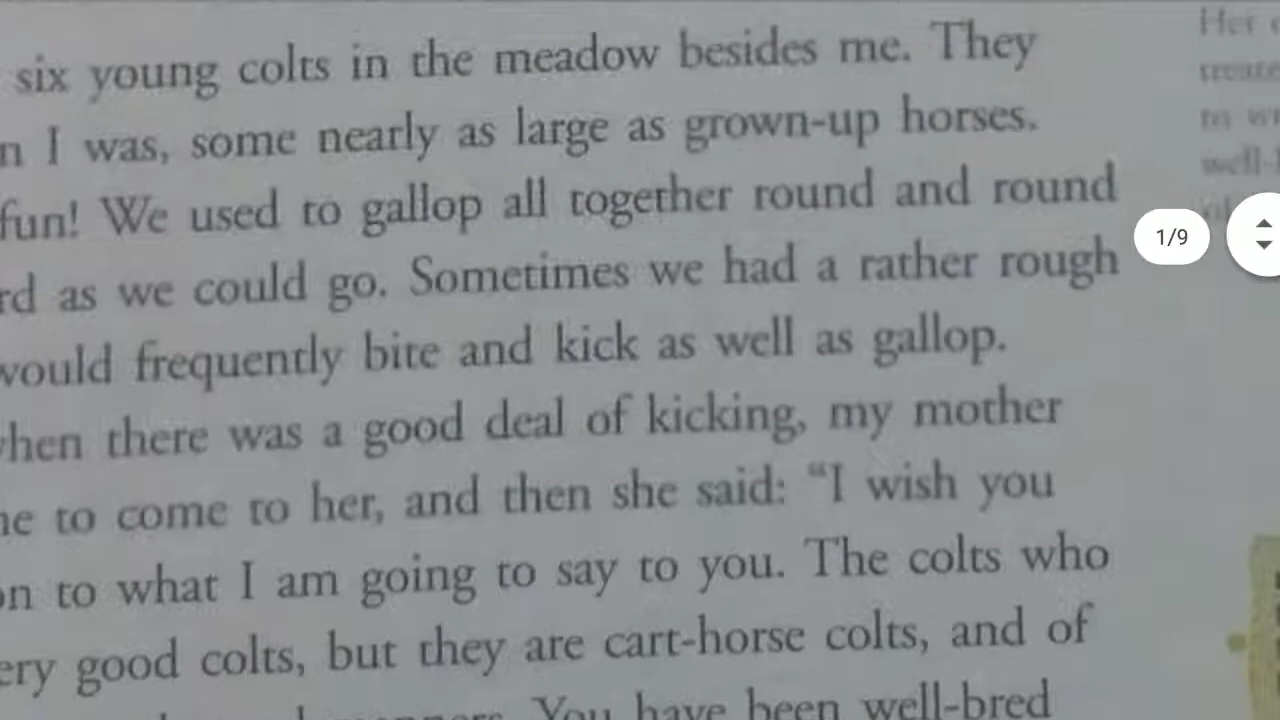 six young colts in the meadow besides me. They
n I was, some nearly as large as grown-up horses.
fun! We used to gallop all together round and round
rd as we could go. Sometimes we had a rather rough
would frequently bite and kick as well as gallop.
when there was a good deal of kicking, my mother
ne to come to her, and then she said: “I wish you
on to what I am going to say to you. The colts who
ery good colts, but they are cart-horse colts, and of
You have been well-bred
Her
to
well-
1/9